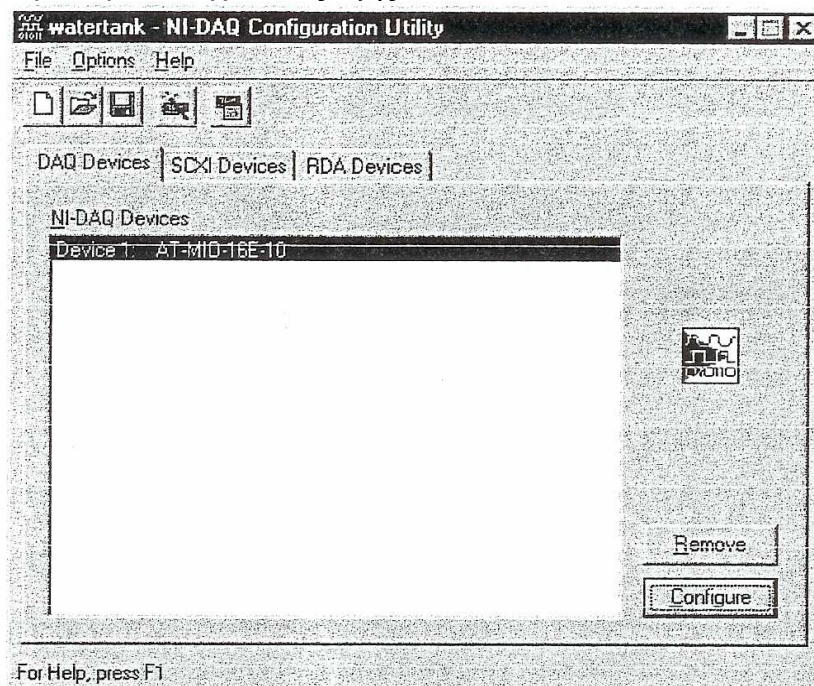 watertank - NI-DAQ Configuration Utility
File Options Help
DAQ Devices SCXI Devices RDA Devices
NI-DAQ Devices
Device 1: AT-MIO-16E-10
Remove
Configure
For Help, press F1